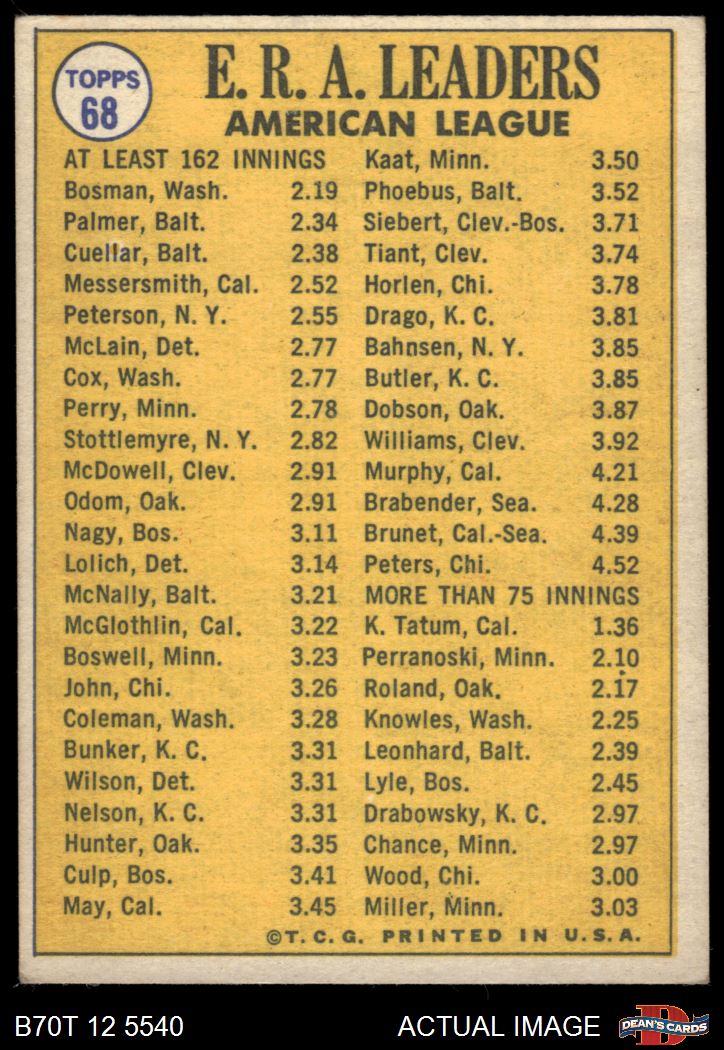 TOPPS
68
E. R. A. LEADERS
AMERICAN LEAGUE
AT LEAST 162 INNINGS
Bosman, Wash. 2.19
Palmer, Balt. 2.34
Cuellar, Balt. 2.38
Messersmith, Cal. 2.52
Peterson, N. Y. 2.55
McLain, Det. 2.77
Cox, Wash. 2.77
Perry, Minn. 2.78
Stottlemyre, N. Y. 2.82
McDowell, Clev. 2.91
Odom, Oak. 2.91
Nagy, Bos. 3.11
Lolich, Det. 3.14
McNally, Balt. 3.21
McGlothlin, Cal. 3.22
Boswell, Minn. 3.23
John, Chi. 3.26
Coleman, Wash. 3.28
Bunker, K. C. 3.31
Wilson, Det. 3.31
Nelson, K. C. 3.31
Hunter, Oak. 3.35
Culp, Bos. 3.41
May, Cal. 3.45
Kaat, Minn. 3.50
Phoebus, Balt. 3.52
Siebert, Clev.-Bos. 3.71
Tiant, Clev. 3.74
Horlen, Chi. 3.78
Drago, K. C. 3.81
Bahnsen, N. Y. 3.85
Butler, K. C. 3.85
Dobson, Oak. 3.87
Williams, Clev. 3.92
Murphy, Cal. 4.21
Brabender, Sea. 4.28
Brunet, Cal.-Sea. 4.39
Peters, Chi. 4.52
MORE THAN 75 INNINGS
K. Tatum, Cal. 1.36
Perranoski, Minn. 2.10
Roland, Oak. 2.17
Knowles, Wash. 2.25
Leonhard, Balt. 2.39
Lyle, Bos. 2.45
Drabowsky, K. C. 2.97
Chance, Minn. 2.97
Wood, Chi. 3.00
Miller, Minn. 3.03
©T. C. G. PRINTED IN U. S. A.
B70T 12 5540
ACTUAL IMAGE
D
DEAN'S CARDS